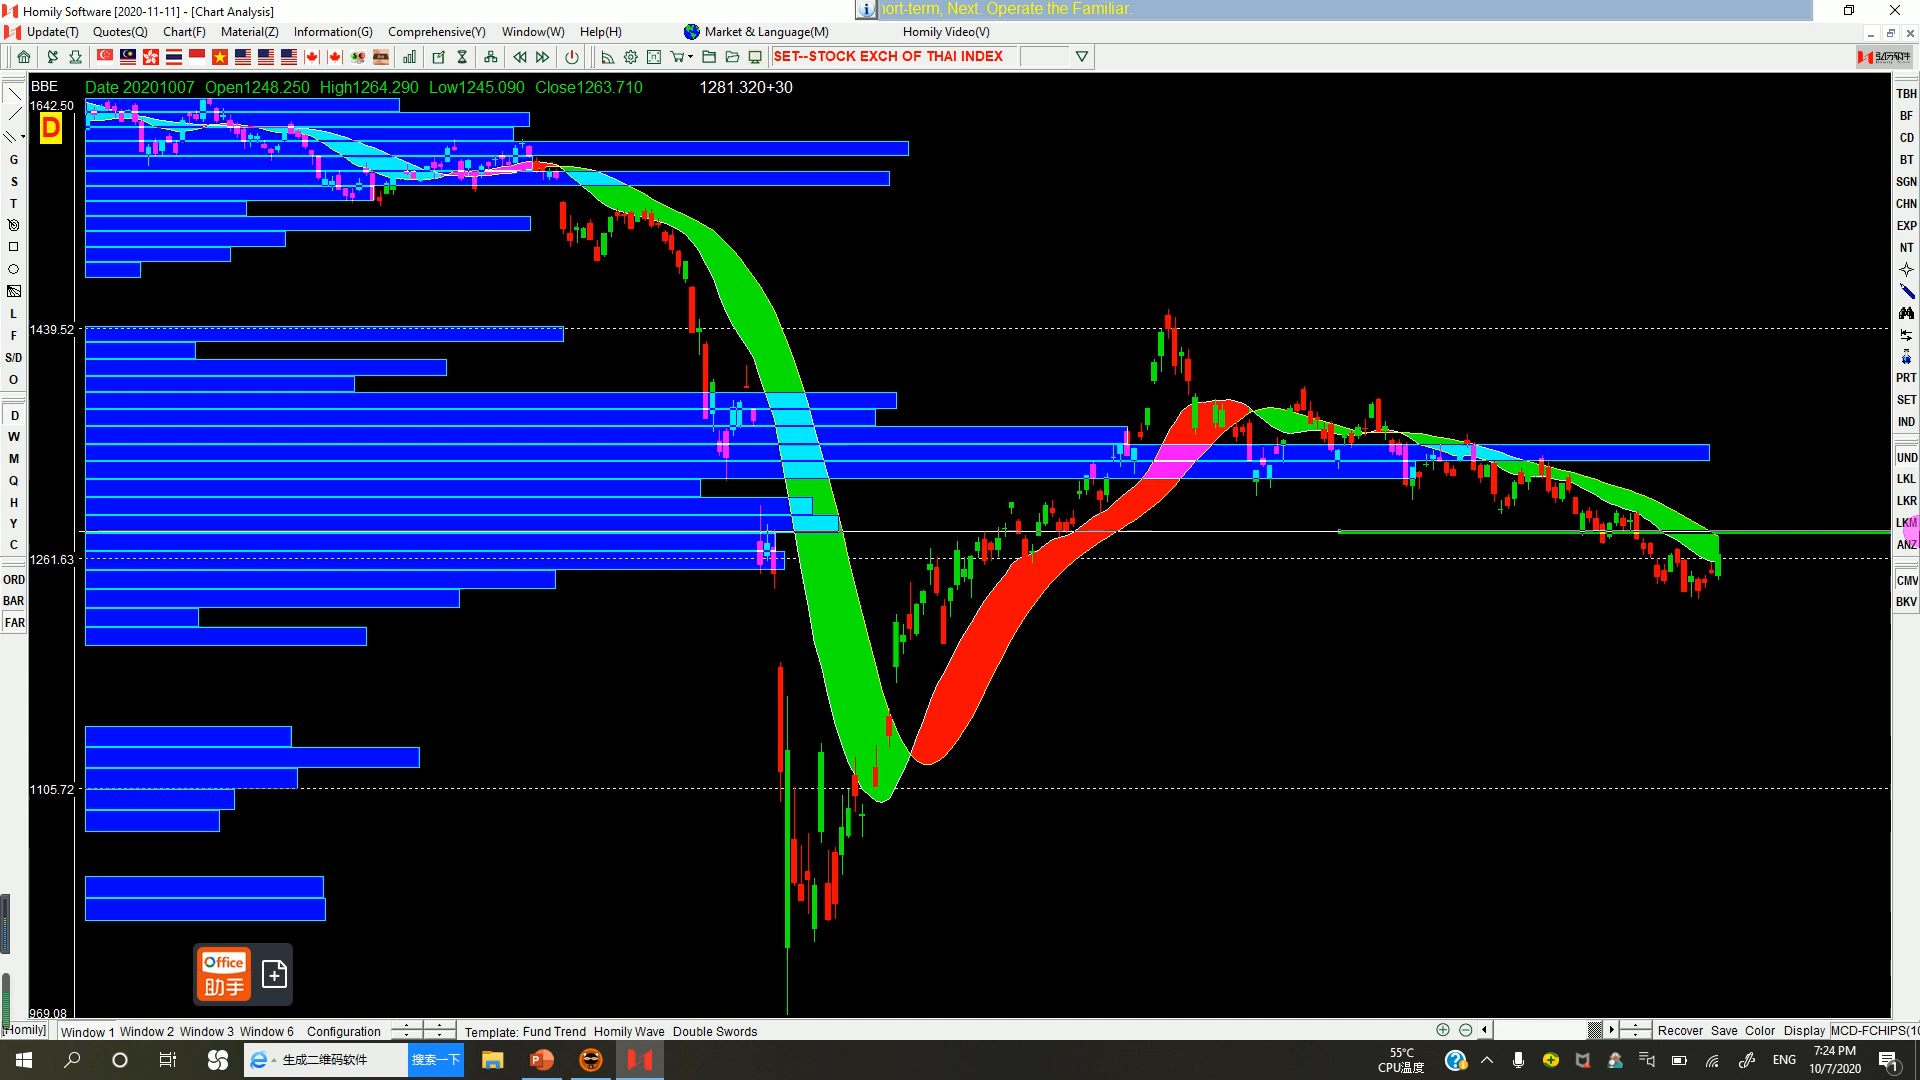 Homily Software [2020-11-11] - [Chart Analysis]
ort-term, Next. Operate the Familiar.
Update(T) Quotes(Q) Chart(F) Material(Z) Information(G) Comprehensive(Y) Window(W) Help(H) Market & Language(M) Homily Video(V)
SET--STOCK EXCH OF THAI INDEX
BBE Date 20201007 Open1248.250 High1264.290 Low1245.090 Close1263.710 1281.320+30
1642.50
D
1439.52
1261.63
1105.72
969.08
G
S
T
L
F
S/D
O
D
W
M
Q
H
Y
C
ORD
BAR
FAR
TBH
BF
CD
BT
SGN
CHN
EXP
NT
PRT
SET
IND
UND
LKL
LKR
LKM
ANZ
CMV
BKV
Office
助手
[Homily] Window 1 Window 2 Window 3 Window 6 Configuration Template: Fund Trend Homily Wave Double Swords Recover Save Color Display MCD-FCHIPS(10
生成二维码软件 搜索一下
55°C
CPU温度
ENG
7:24 PM
10/7/2020
1